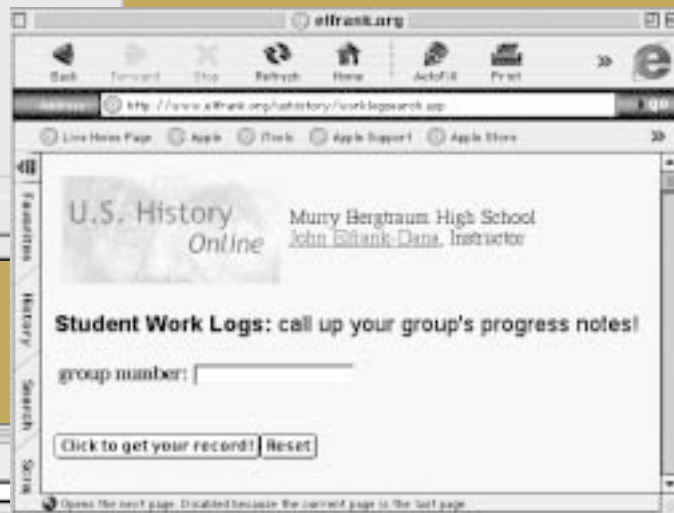 elfrank.org
Back Forward Stop Refresh Home AutoFill Print
http://www.elfrank.org/ushistory/worklogsearch.asp
Live Home Page Apple iTools Apple Support Apple Store
Favorites
History
Search
U.S. History
Online
Murry Bergtraum High School
John Elfrank-Dana, Instructor
Student Work Logs: call up your group's progress notes!
group number:
Click to get your record! Reset
Opens the next page. Disabled because the current page is the last page.